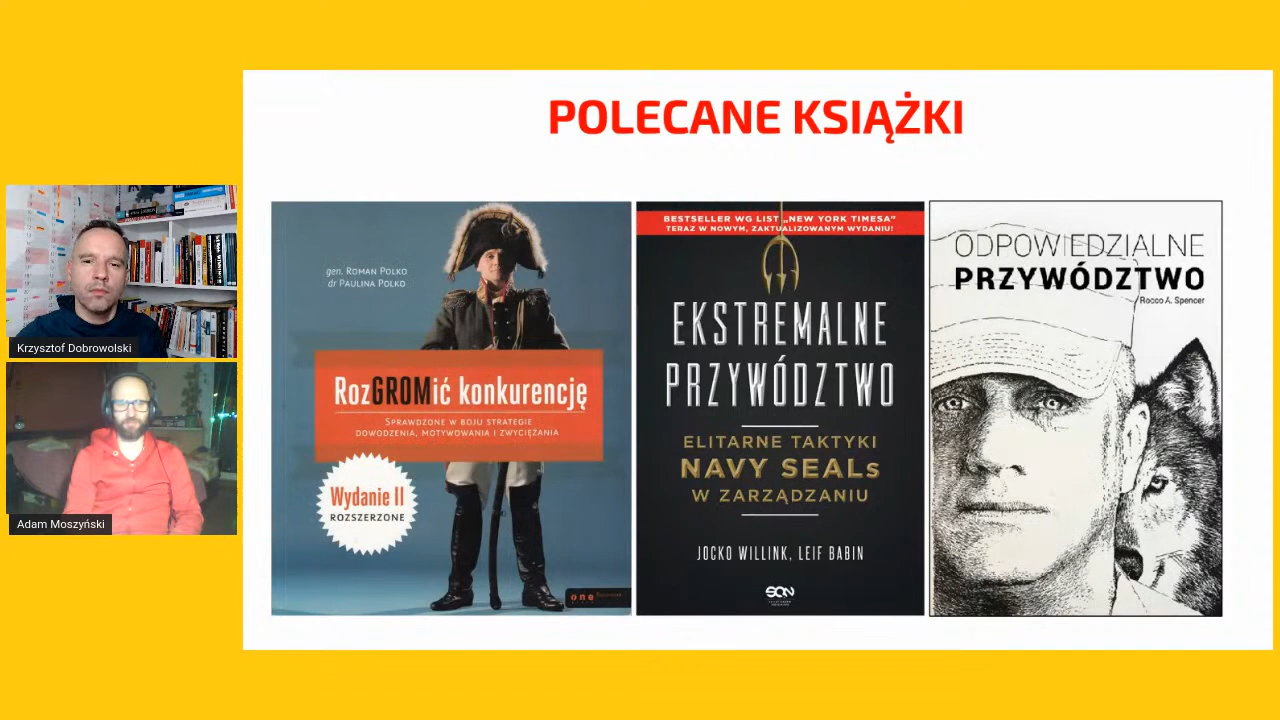 POLECANE KSIĄŻKI
Krzysztof Dobrowolski
Adam Moszyński
gen. Roman Polko
dr Paulina Polko
RozGROMić konkurencję
Sprawdzone w boju strategie
dowodzenia, motywowania i zwyciężania
Wydanie II
ROZSZERZONE
one
BESTSELLER WG LIST „NEW YORK TIMESA”
TERAZ W NOWYM, ZAKTUALIZOWANYM WYDANIU!
EKSTREMALNE
PRZYWÓDZTWO
ELITARNE TAKTYKI
NAVY SEALs
W ZARZĄDZANIU
JOCKO WILLINK, LEIF BABIN
SQN
ODPOWIEDZIALNE
PRZYWÓDZTWO
Rocco A. Spencer